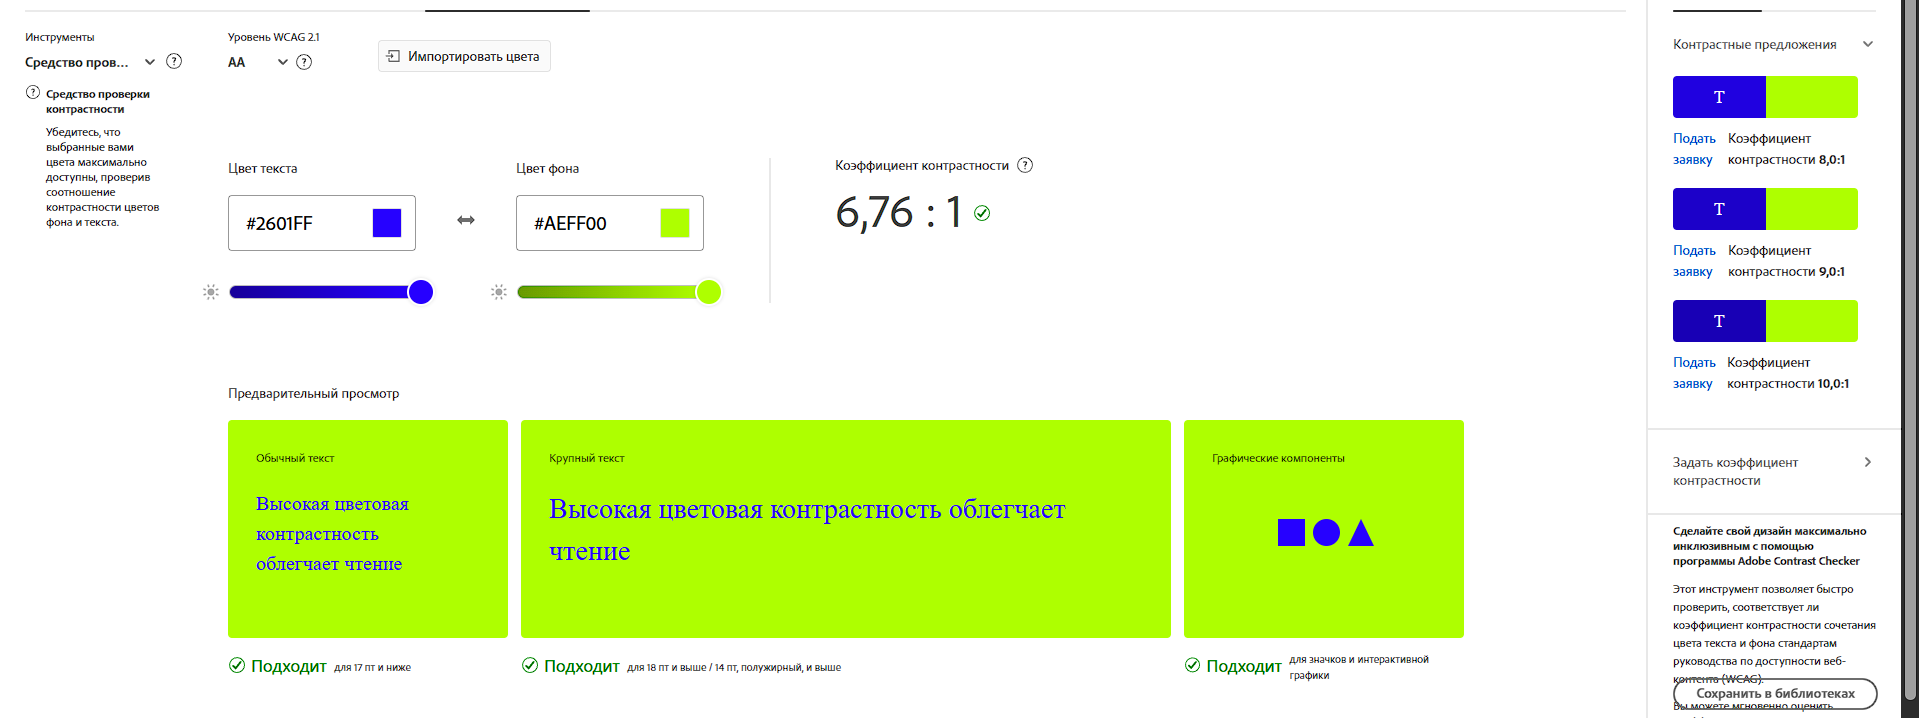 Инструменты
Средство пров...
Средство проверки
контрастности
Убедитесь, что
выбранные вами
цвета максимально
доступны, проверив
соотношение
контрастности цветов
фона и текста.
Уровень WCAG 2.1
AA
Импортировать цвета
Цвет текста
#2601FF
Цвет фона
#AEFF00
Коэффициент контрастности
6,76 : 1
Предварительный просмотр
Обычный текст
Высокая цветовая
контрастность
облегчает чтение
Подходит для 17 пт и ниже
Крупный текст
Высокая цветовая контрастность облегчает
чтение
Подходит для 18 пт и выше / 14 пт, полужирный, и выше
Графические компоненты
Подходит для значков и интерактивной
графики
Контрастные предложения
T
Подать Коэффициент
заявку контрастности 8,0:1
T
Подать Коэффициент
заявку контрастности 9,0:1
T
Подать Коэффициент
заявку контрастности 10,0:1
Задать коэффициент
контрастности
Сделайте свой дизайн максимально
инклюзивным с помощью
программы Adobe Contrast Checker
Этот инструмент позволяет быстро
проверить, соответствует ли
коэффициент контрастности сочетания
цвета текста и фона стандартам
руководства по доступности веб-
контента (WCAG).
Сохранить в библиотеках
Вы можете мгновенно оценить